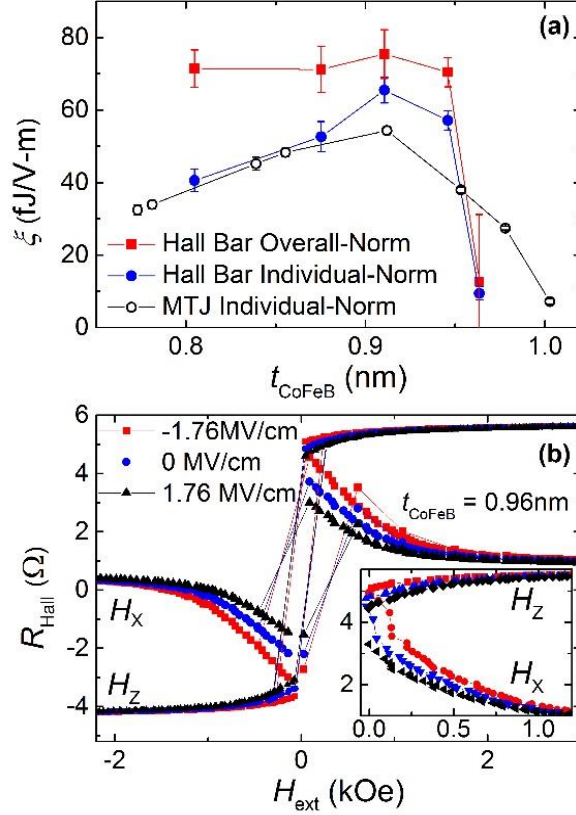 (a)
80
60
40
20
0
ξ (fJ/V-m)
Hall Bar Overall-Norm
Hall Bar Individual-Norm
MTJ Individual-Norm
0.8 0.9 1.0
tCoFeB (nm)
(b)
6
4
2
0
-2
-4
-6
RHall (Ω)
-1.76MV/cm
0 MV/cm
1.76 MV/cm
tCoFeB = 0.96nm
HX
HZ
HZ
HX
4
2
0.0 0.5 1.0
-2 0 2
Hext (kOe)